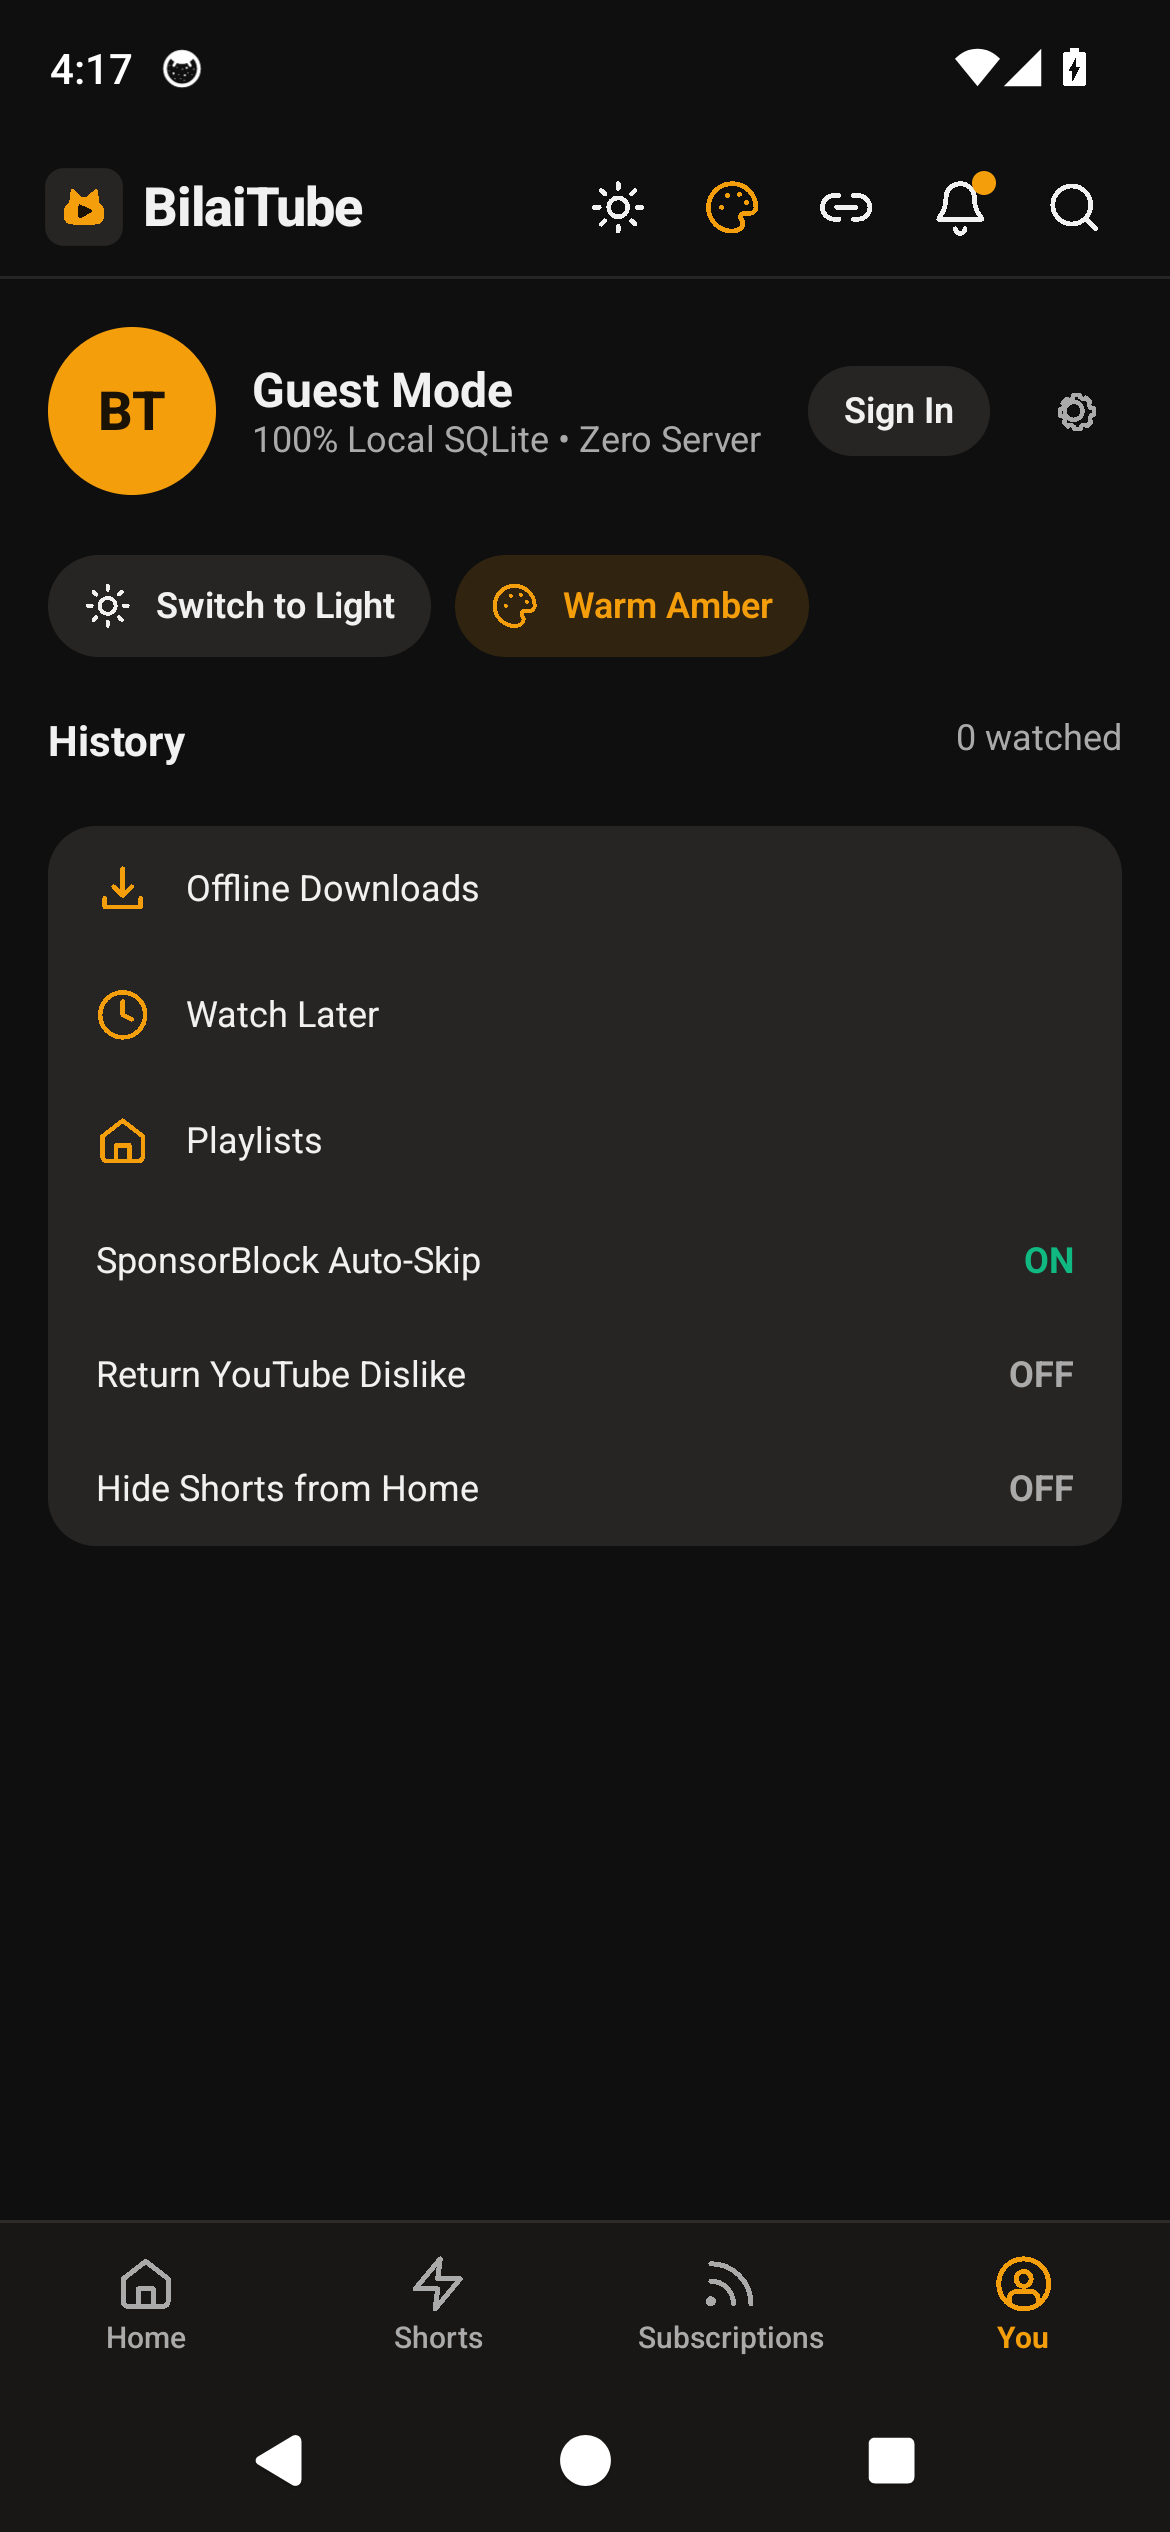 4:17
BilaiTube
BT
Guest Mode
100% Local SQLite • Zero Server
Sign In
Switch to Light
Warm Amber
History
0 watched
Offline Downloads
Watch Later
Playlists
SponsorBlock Auto-Skip
ON
Return YouTube Dislike
OFF
Hide Shorts from Home
OFF
Home
Shorts
Subscriptions
You